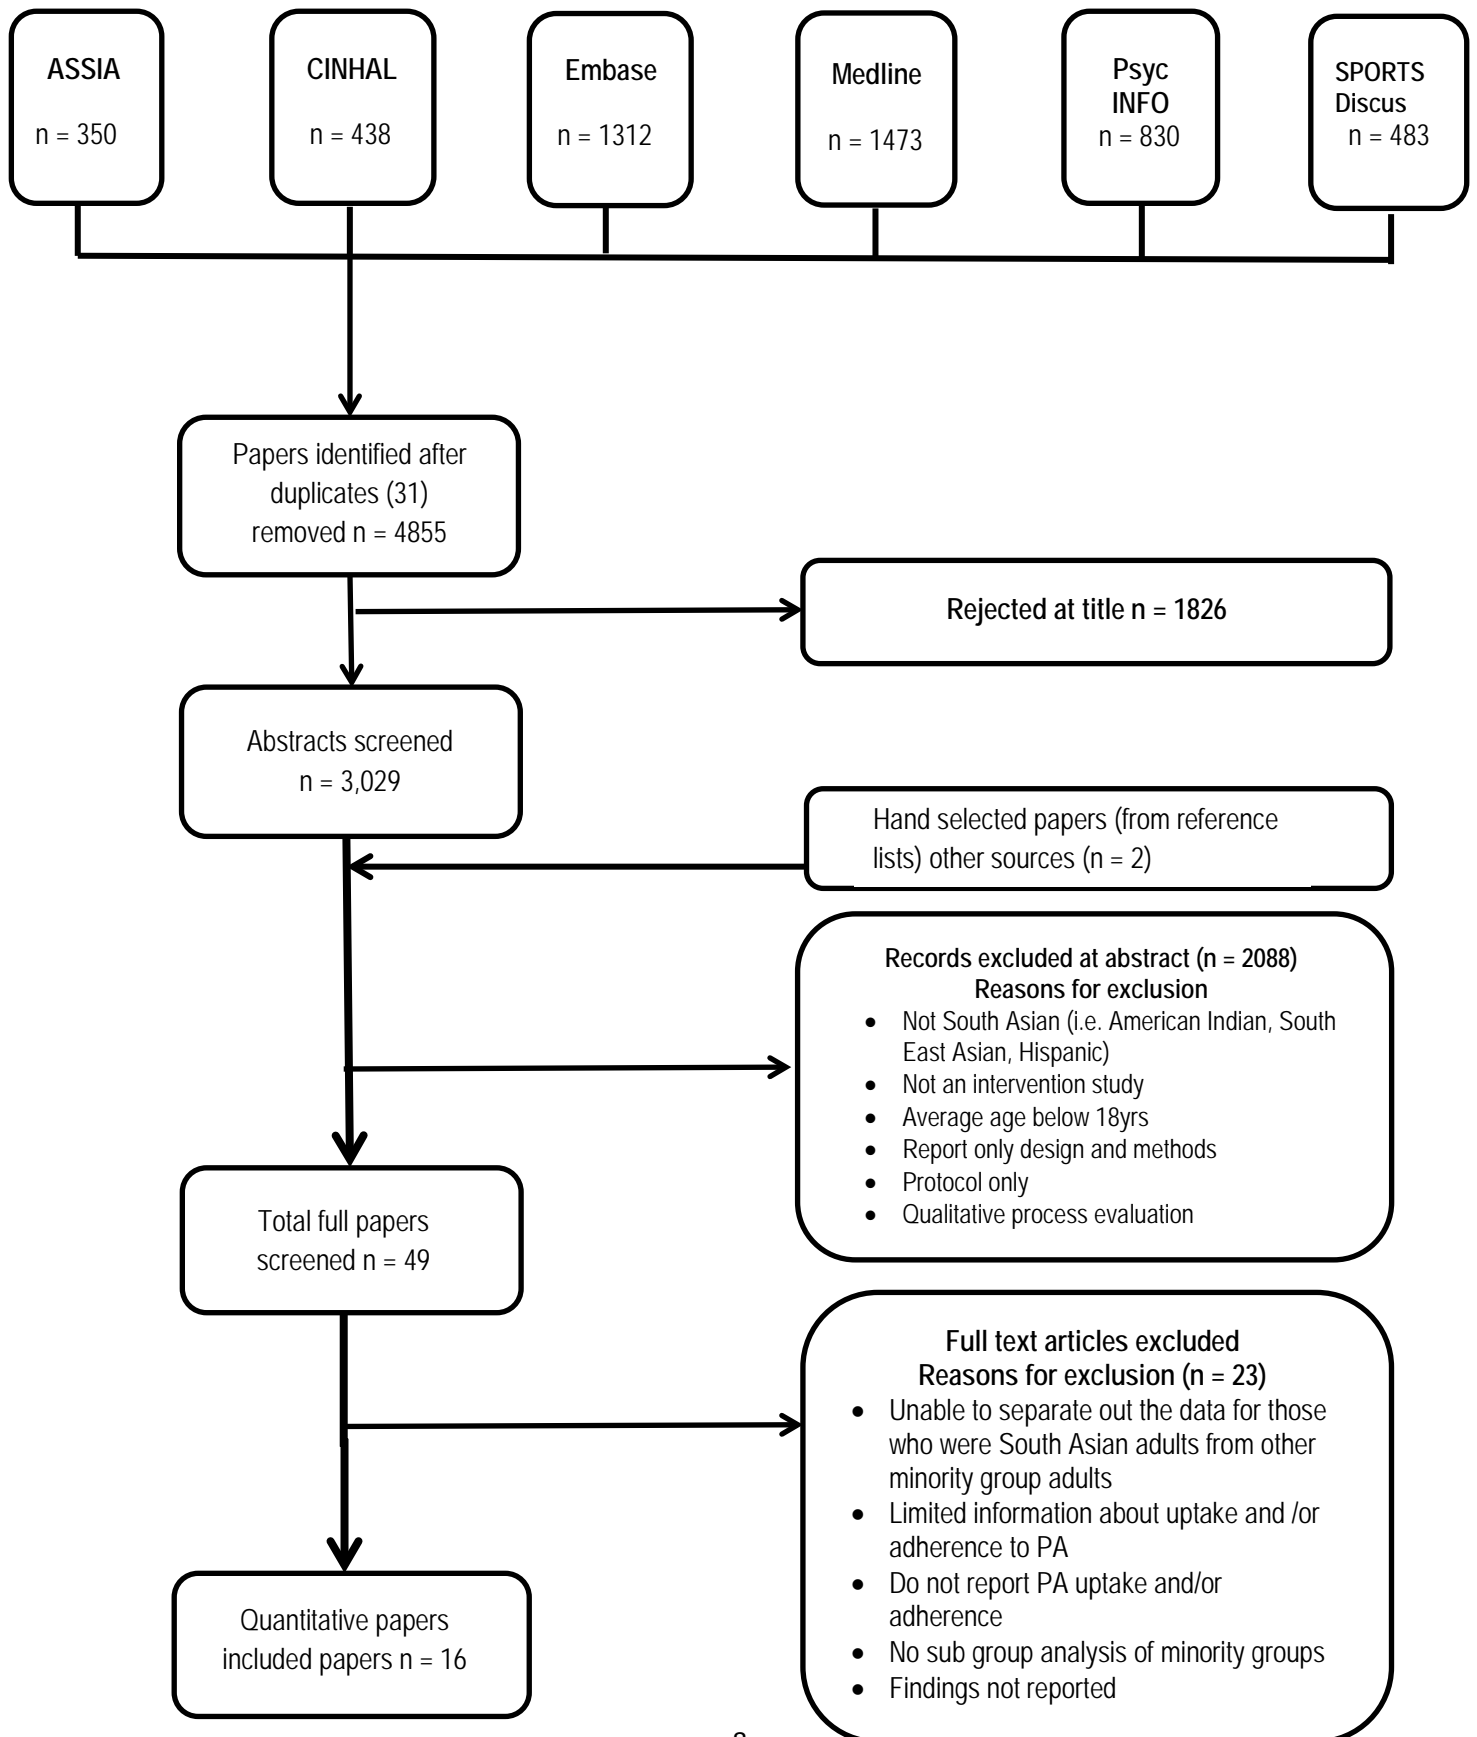 ASSIA
n = 350
CINHAL
n = 438
Embase
n = 1312
Medline
n = 1473
Psyc
INFO
n = 830
SPORTS
Discus
n = 483
Papers identified after
duplicates (31)
removed n = 4855
Rejected at title n = 1826
Abstracts screened
n = 3,029
Hand selected papers (from reference
lists) other sources (n = 2)
Records excluded at abstract (n = 2088)
Reasons for exclusion
• Not South Asian (i.e. American Indian, South
East Asian, Hispanic)
• Not an intervention study
• Average age below 18yrs
• Report only design and methods
• Protocol only
• Qualitative process evaluation
Total full papers
screened n = 49
Full text articles excluded
Reasons for exclusion (n = 23)
• Unable to separate out the data for those
who were South Asian adults from other
minority group adults
• Limited information about uptake and /or
adherence to PA
• Do not report PA uptake and/or
adherence
• No sub group analysis of minority groups
• Findings not reported
Quantitative papers
included papers n = 16